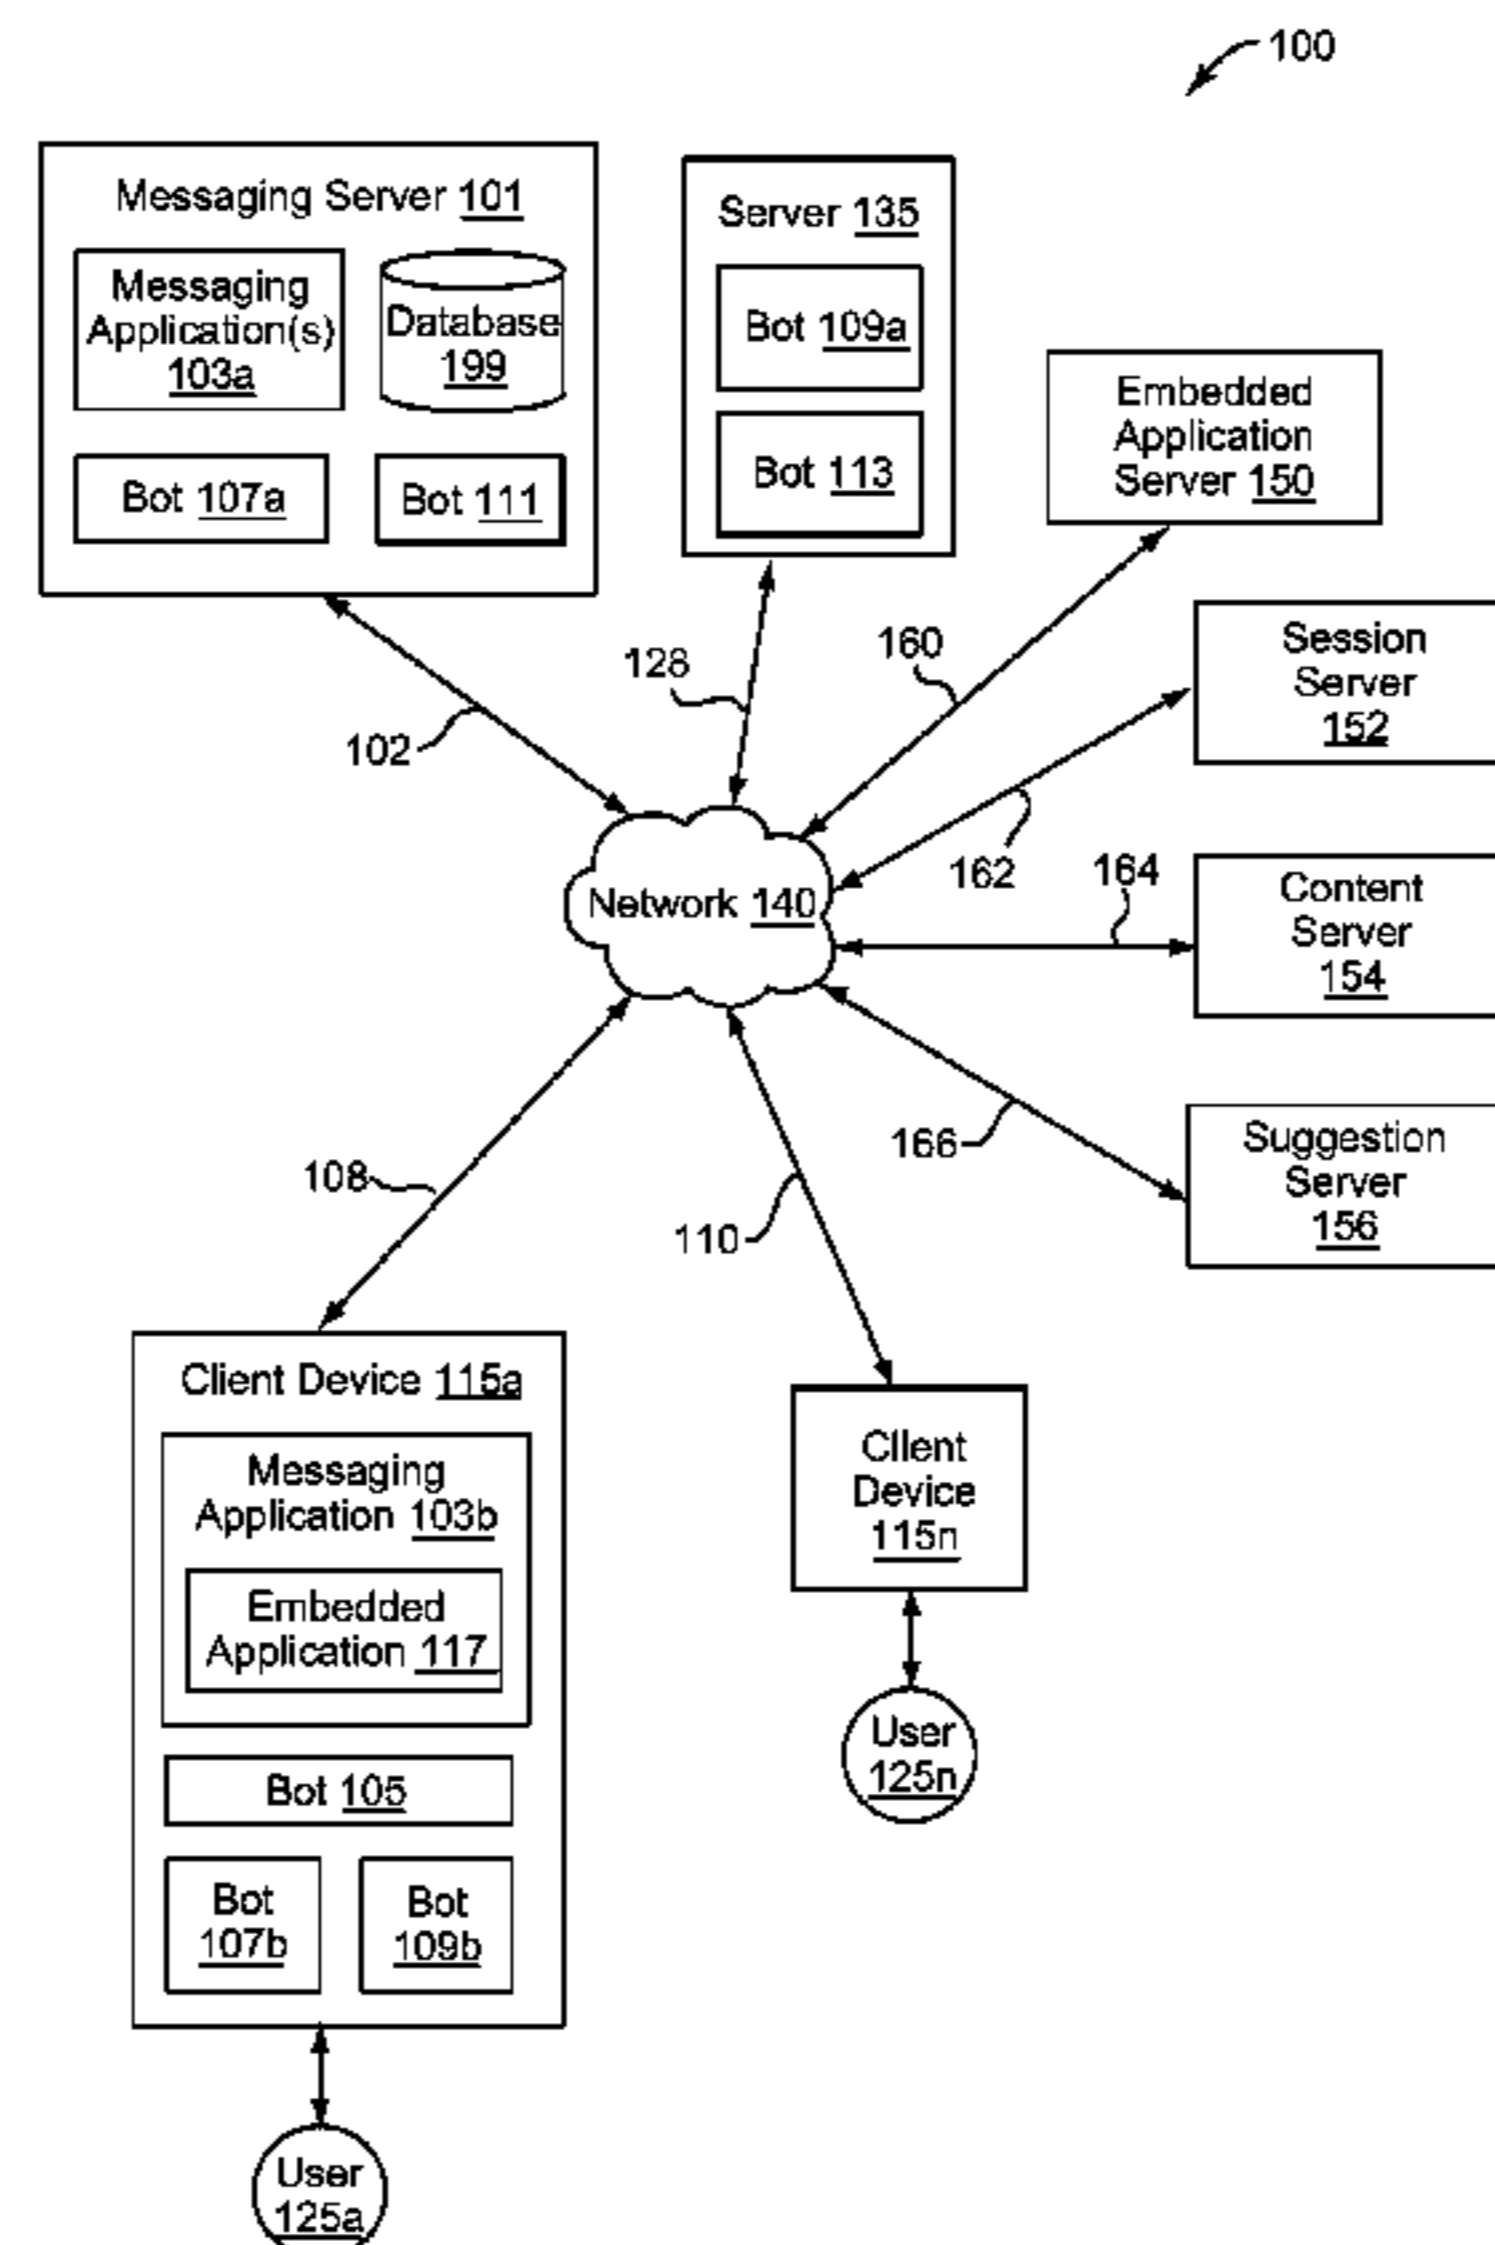 100
Messaging Server 101
Messaging
Application(s)
103a
Database
199
Bot 107a
Bot 111
Server 135
Bot 109a
Bot 113
Embedded
Application
Server 150
Session
Server
152
128
160
102
162
164
Network 140
Content
Server
154
166
Suggestion
Server
156
108
110
Client Device 115a
Messaging
Application 103b
Embedded
Application 117
Bot 105
Bot
107b
Bot
109b
Cllent
Device
115n
User
125n
User
125a